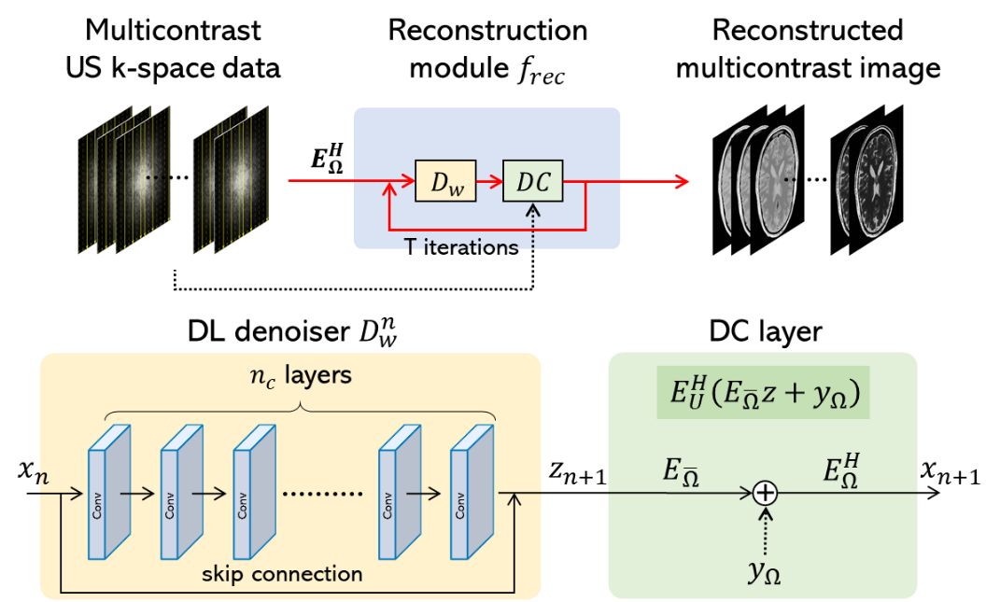 Multicontrast
US k-space data
Reconstruction
module f_rec
Reconstructed
multicontrast image
E_Ω^H
D_w
DC
T iterations
DL denoiser D_w^n
DC layer
n_c layers
E_U^H(E_Ω̅ z + y_Ω)
x_n
Conv
Conv
Conv
Conv
Conv
z_{n+1}
E_Ω̅
E_Ω^H
x_{n+1}
skip connection
y_Ω